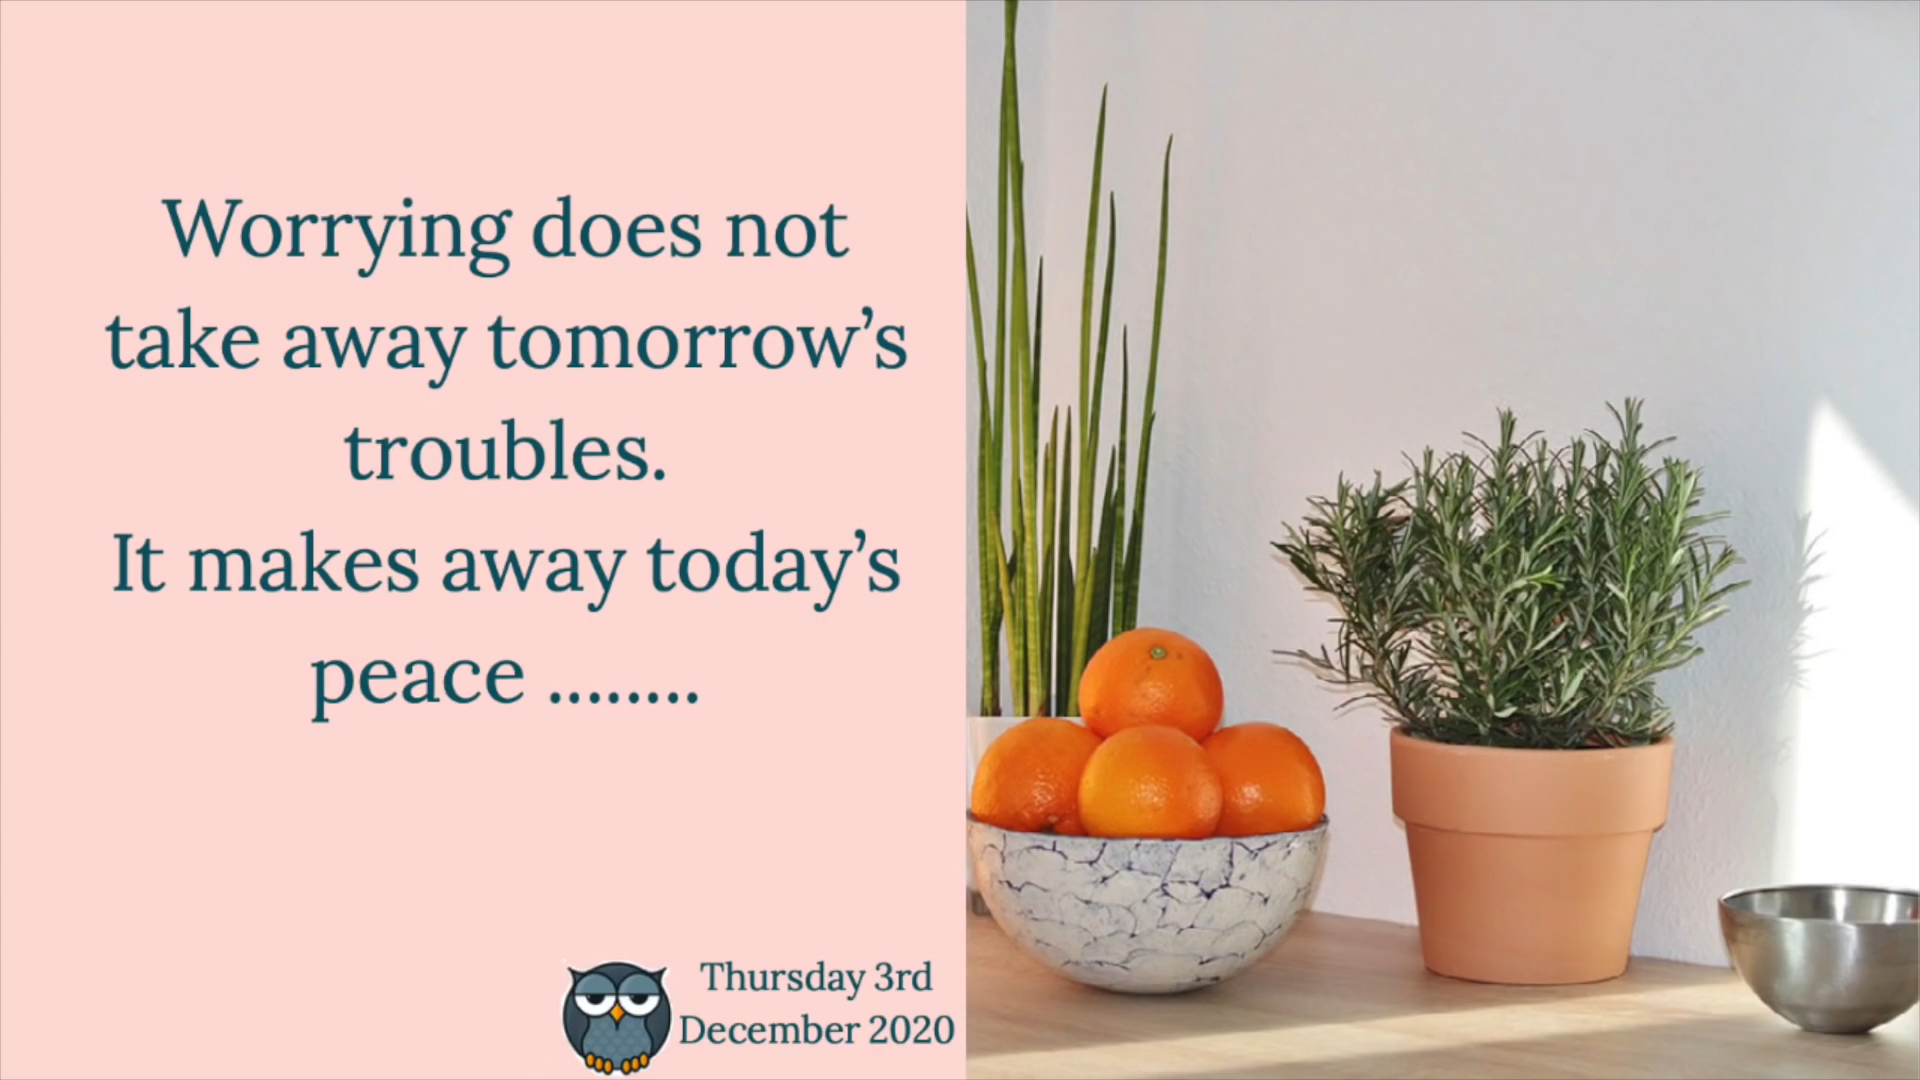 Worrying does not
take away tomorrow’s
troubles.
It makes away today’s
peace ........
Thursday 3rd
December 2020